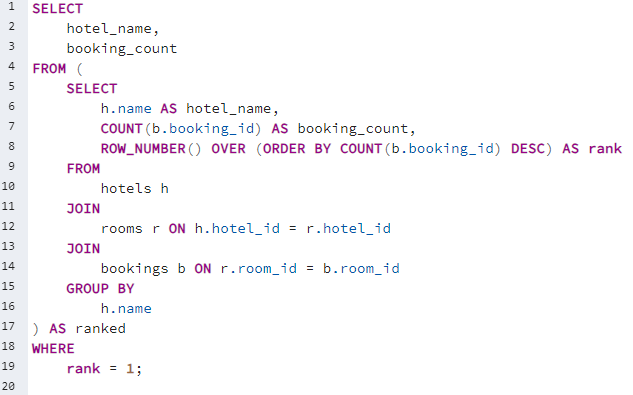 1 SELECT
2     hotel_name,
3     booking_count
4 FROM (
5     SELECT
6         h.name AS hotel_name,
7         COUNT(b.booking_id) AS booking_count,
8         ROW_NUMBER() OVER (ORDER BY COUNT(b.booking_id) DESC) AS rank
9     FROM
10         hotels h
11     JOIN
12         rooms r ON h.hotel_id = r.hotel_id
13     JOIN
14         bookings b ON r.room_id = b.room_id
15     GROUP BY
16         h.name
17 ) AS ranked
18 WHERE
19     rank = 1;
20